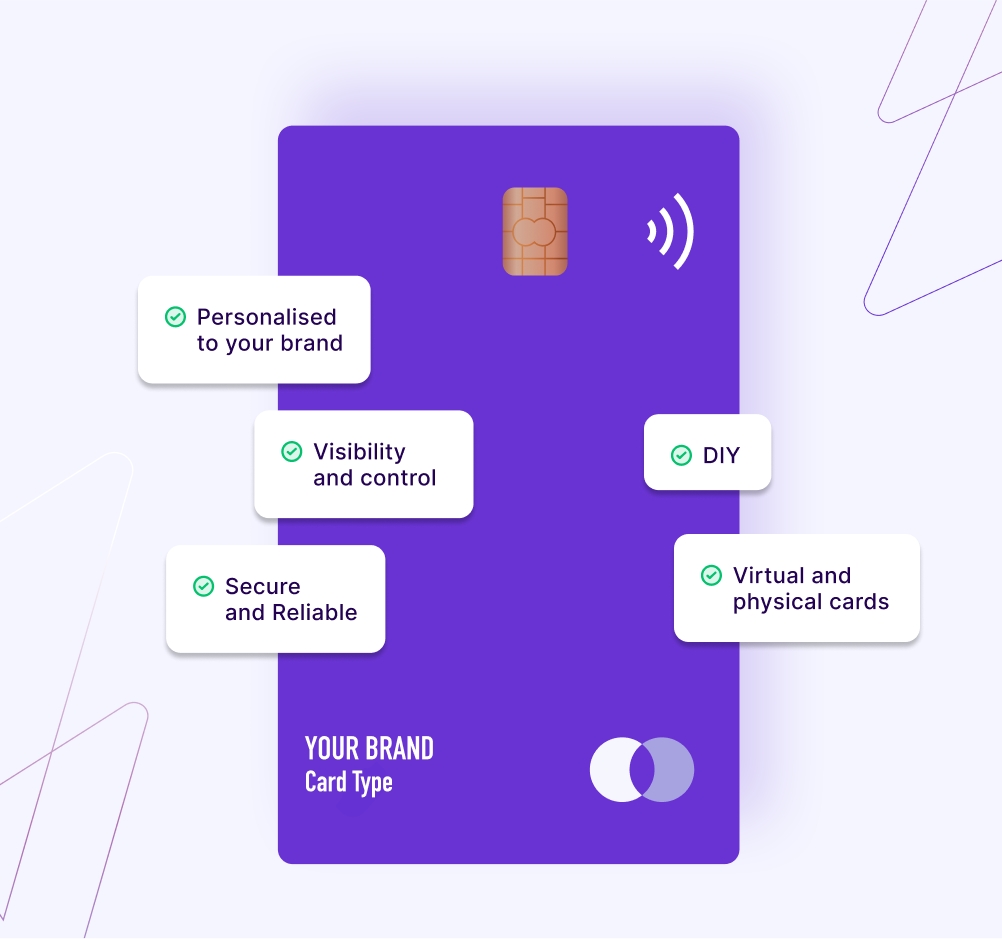 Personalised
to your brand
Visibility
and control
DIY
Secure
and Reliable
Virtual and
physical cards
YOUR BRAND
Card Type